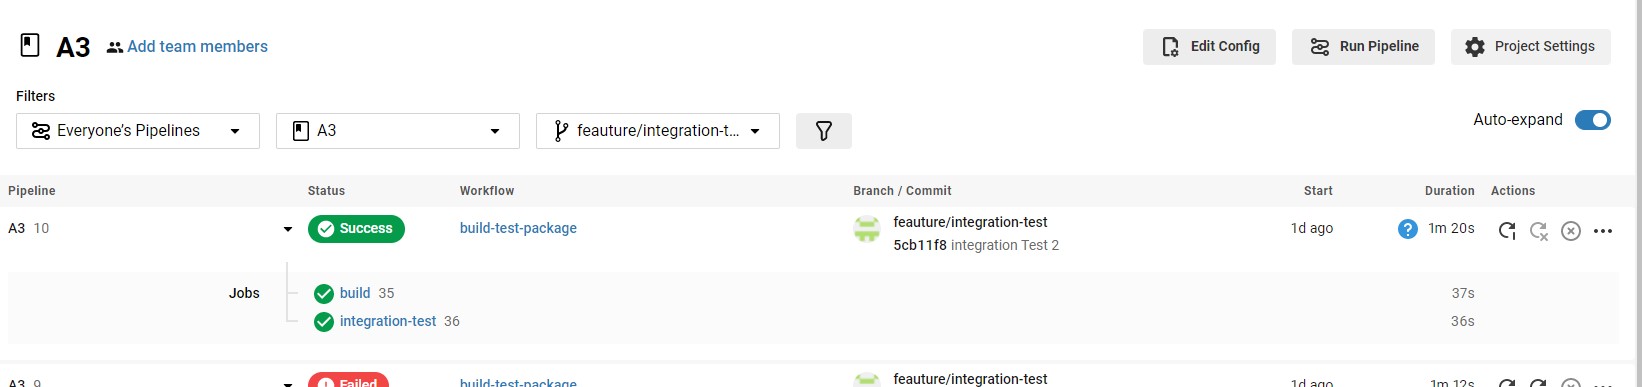 A3 Add team members Edit Config Run Pipeline Project Settings
Filters
Everyone's Pipelines A3 feauture/integration-t... Auto-expand
Pipeline Status Workflow Branch / Commit Start Duration Actions
A3 10 Success build-test-package feauture/integration-test 1d ago ? 1m 20s
5cb11f8 integration Test 2
Jobs build 35 37s
integration-test 36 36s
A3 9 Failed build-test-package feauture/integration-test 1d ago 1m 12s